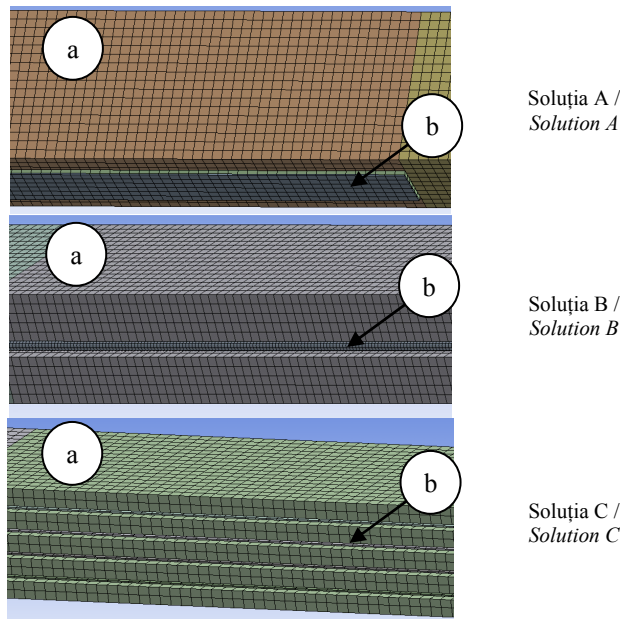 a
b
Soluția A /
Solution A
a
b
Soluția B /
Solution B
a
b
Soluția C /
Solution C